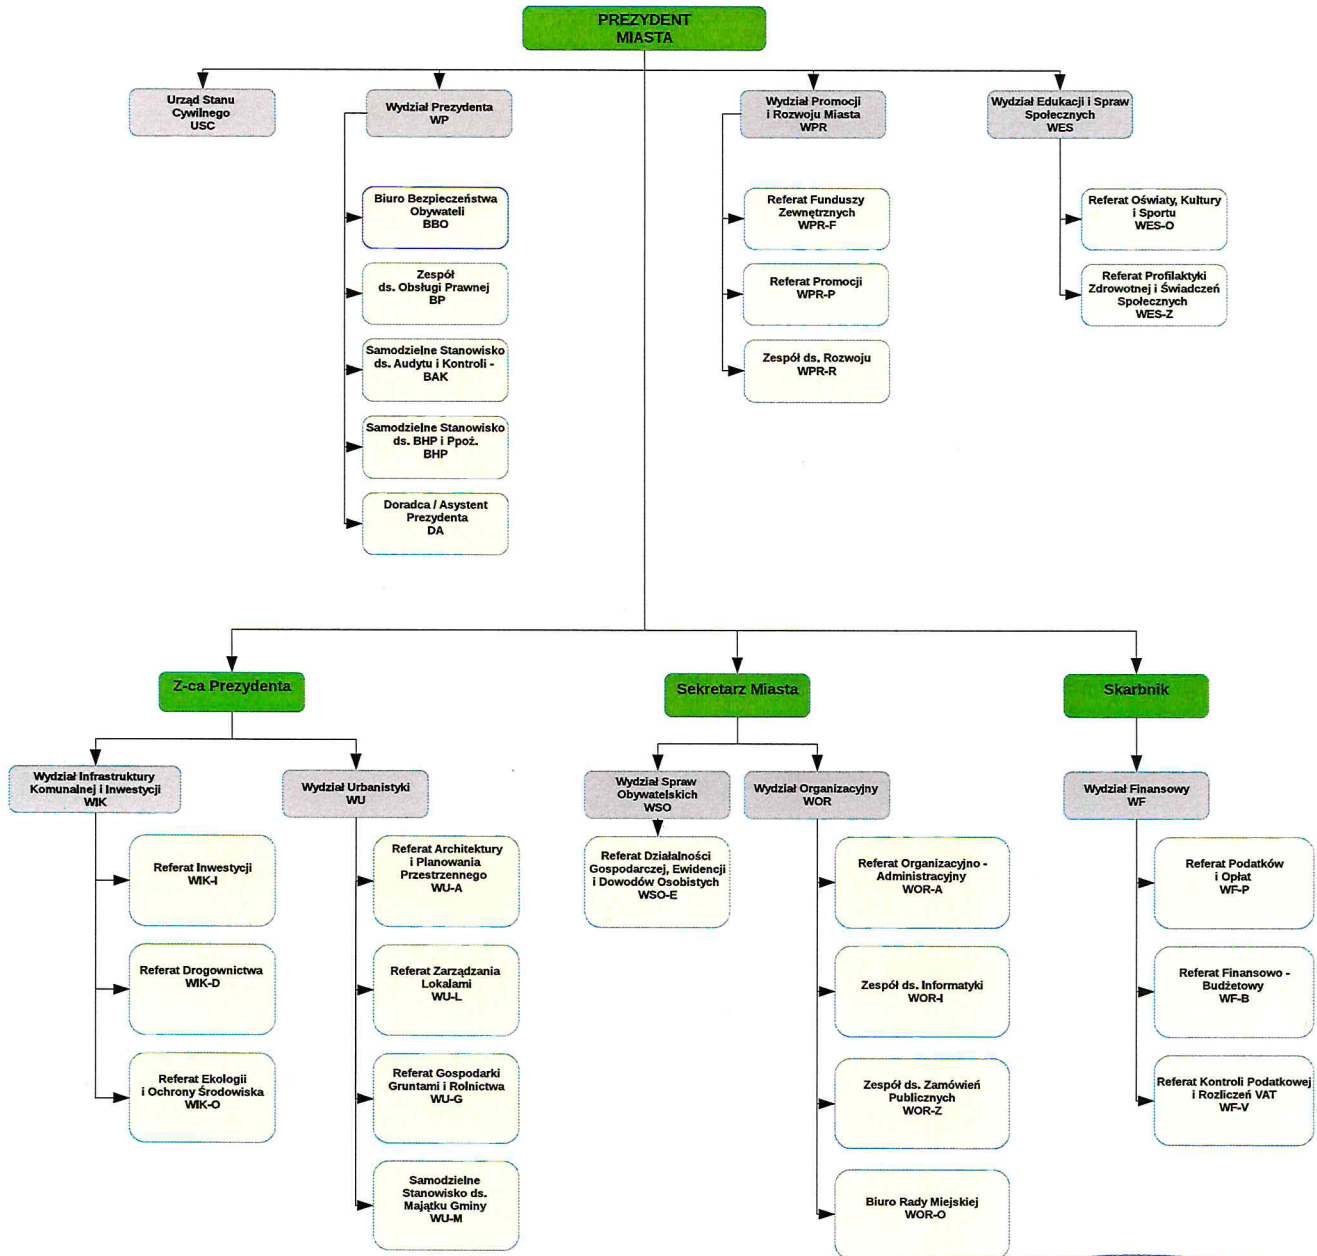 PREZYDENT
MIASTA
Urząd Stanu
Cywilnego
USC
Wydział Prezydenta
WP
Wydział Promocji
i Rozwoju Miasta
WPR
Wydział Edukacji i Spraw
Społecznych
WES
Biuro Bezpieczeństwa
Obywateli
BBO
Zespół
ds. Obsługi Prawnej
BP
Samodzielne Stanowisko
ds. Audytu i Kontroli -
BAK
Samodzielne Stanowisko
ds. BHP i Ppoż.
BHP
Doradca / Asystent
Prezydenta
DA
Referat Funduszy
Zewnętrznych
WPR-F
Referat Promocji
WPR-P
Zespół ds. Rozwoju
WPR-R
Referat Oświaty, Kultury
i Sportu
WES-O
Referat Profilaktyki
Zdrowotnej i Świadczeń
Społecznych
WES-Z
Z-ca Prezydenta
Sekretarz Miasta
Skarbnik
Wydział Infrastruktury
Komunalnej i Inwestycji
WIK
Wydział Urbanistyki
WU
Wydział Spraw
Obywatelskich
WSO
Wydział Organizacyjny
WOR
Wydział Finansowy
WF
Referat Inwestycji
WIK-I
Referat Drogownictwa
WIK-D
Referat Ekologii
i Ochrony Środowiska
WIK-O
Referat Architektury
i Planowania
Przestrzennego
WU-A
Referat Zarządzania
Lokalami
WU-L
Referat Gospodarki
Gruntami i Rolnictwa
WU-G
Samodzielne
Stanowisko ds.
Majątku Gminy
WU-M
Referat Działalności
Gospodarczej, Ewidencji
i Dowodów Osobistych
WSO-E
Referat Organizacyjno -
Administracyjny
WOR-A
Zespół ds. Informatyki
WOR-I
Zespół ds. Zamówień
Publicznych
WOR-Z
Biuro Rady Miejskiej
WOR-O
Referat Podatków
i Opłat
WF-P
Referat Finansowo -
Budżetowy
WF-B
Referat Kontroli Podatkowej
i Rozliczeń VAT
WF-V